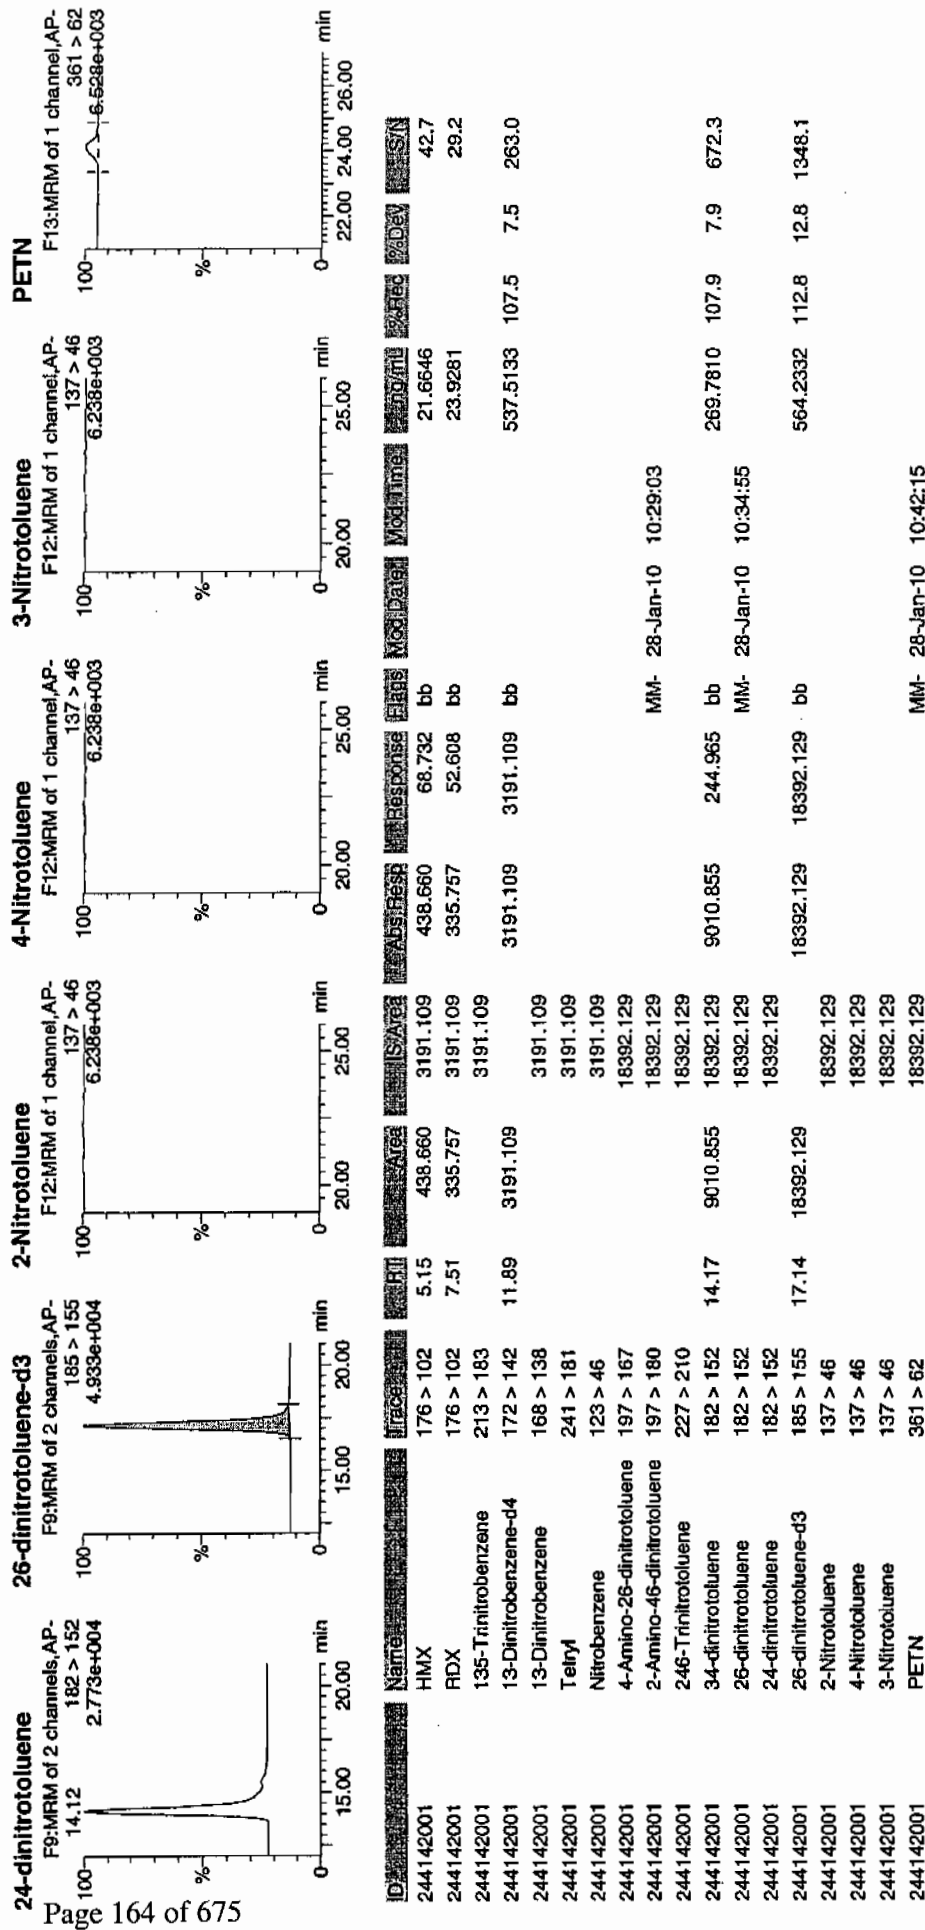 24-dinitrotoluene
F9:MRM of 2 channels,AP-
14.12 182 > 152
2.773e+004
100
%
0
15.00 20.00 min
26-dinitrotoluene-d3
F9:MRM of 2 channels,AP-
185 > 155
4.933e+004
100
%
0
15.00 20.00 min
2-Nitrotoluene
F12:MRM of 1 channel,AP-
137 > 46
6.238e+003
100
%
0
20.00 25.00 min
4-Nitrotoluene
F12:MRM of 1 channel,AP-
137 > 46
6.238e+003
100
%
0
20.00 25.00 min
3-Nitrotoluene
F12:MRM of 1 channel,AP-
137 > 46
6.238e+003
100
%
0
20.00 25.00 min
PETN
F13:MRM of 1 channel,AP-
361 > 62
6.528e+003
100
%
0
22.00 24.00 26.00 min
ID Name Trace RT Area IS Area Abs.Resp Response Flags Mod.Date Mod.Time ng/mL %Rec %Dev S/N
244142001 HMX 176 > 102 5.15 438.660 3191.109 438.660 68.732 bb 21.6646 42.7
244142001 RDX 176 > 102 7.51 335.757 3191.109 335.757 52.608 bb 23.9281 29.2
244142001 135-Trinitrobenzene 213 > 183 3191.109
244142001 13-Dinitrobenzene-d4 172 > 142 11.89 3191.109 3191.109 3191.109 bb 537.5133 107.5 7.5 263.0
244142001 13-Dinitrobenzene 168 > 138 3191.109
244142001 Tetryl 241 > 181 3191.109
244142001 Nitrobenzene 123 > 46 3191.109
244142001 4-Amino-26-dinitrotoluene 197 > 167 18392.129
244142001 2-Amino-46-dinitrotoluene 197 > 180 18392.129 MM- 28-Jan-10 10:29:03
244142001 246-Trinitrotoluene 227 > 210 18392.129
244142001 34-dinitrotoluene 182 > 152 14.17 9010.855 18392.129 9010.855 244.965 bb 269.7810 107.9 7.9 672.3
244142001 26-dinitrotoluene 182 > 152 18392.129 MM- 28-Jan-10 10:34:55
244142001 24-dinitrotoluene 182 > 152 18392.129
244142001 26-dinitrotoluene-d3 185 > 155 17.14 18392.129 18392.129 18392.129 bb 564.2332 112.8 12.8 1348.1
244142001 2-Nitrotoluene 137 > 46 18392.129
244142001 4-Nitrotoluene 137 > 46 18392.129
244142001 3-Nitrotoluene 137 > 46 18392.129
244142001 PETN 361 > 62 18392.129 MM- 28-Jan-10 10:42:15
Page 164 of 675